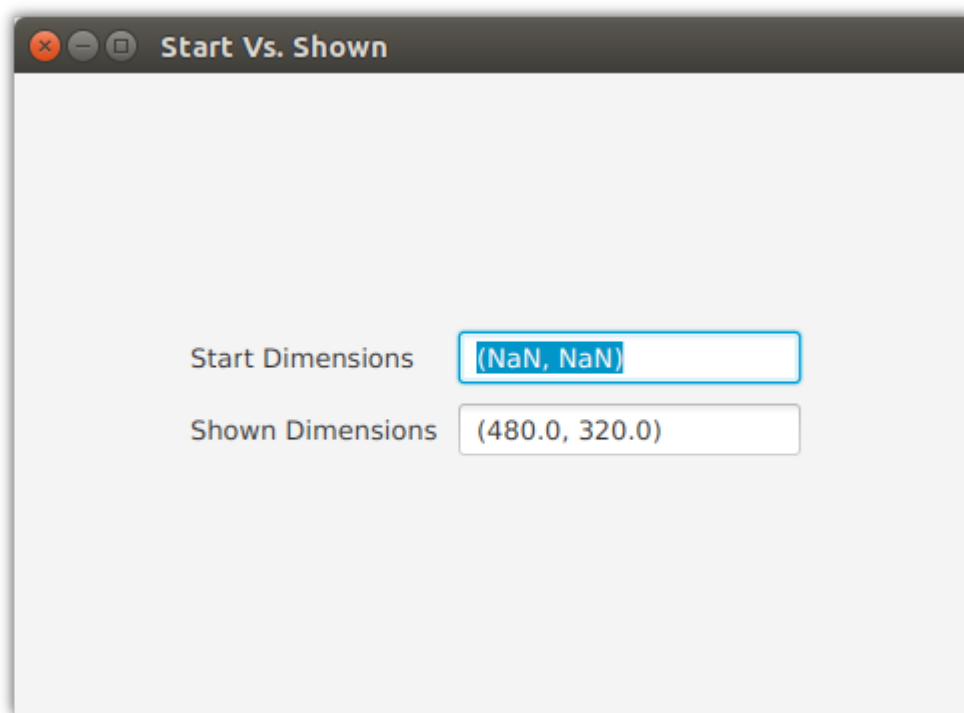 Start Vs. Shown
Start Dimensions (NaN, NaN)
Shown Dimensions (480.0, 320.0)